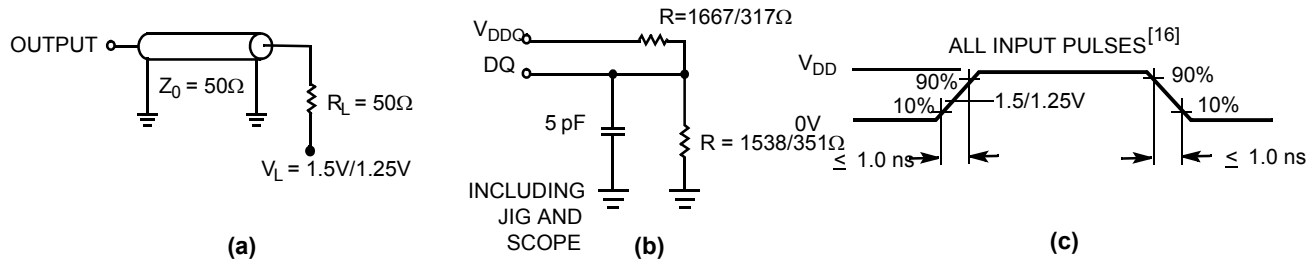 OUTPUT
Z0 = 50Ω
RL = 50Ω
VL = 1.5V/1.25V
(a)
R=1667/317Ω
VDDQ
DQ
5 pF
R = 1538/351Ω
INCLUDING
JIG AND
SCOPE
(b)
ALL INPUT PULSES[16]
VDD
90%
10%
0V
1.5/1.25V
90%
10%
≤ 1.0 ns
≤ 1.0 ns
(c)